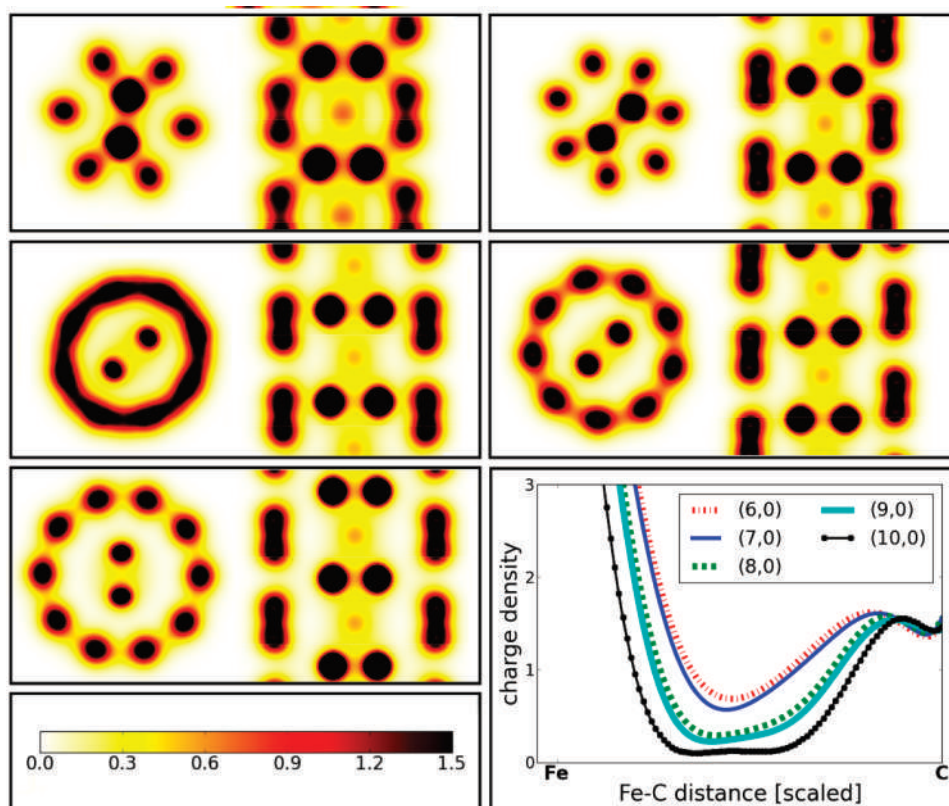 3
2
1
0
charge density
(6,0)
(7,0)
(8,0)
(9,0)
(10,0)
Fe
C
Fe-C distance [scaled]
0.0 0.3 0.6 0.9 1.2 1.5